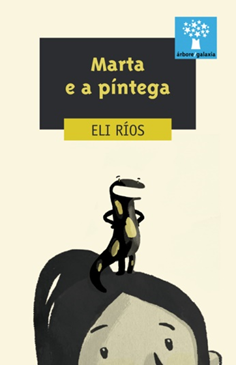 Marta
e a píntega
ELI RÍOS
árbore galaxia